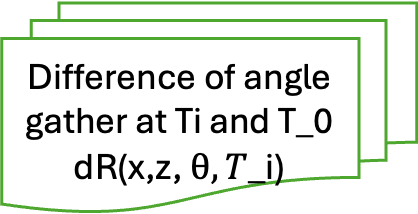 Difference of angle
gather at Ti and T_0
dR(x,z, θ, 𝑇_i)